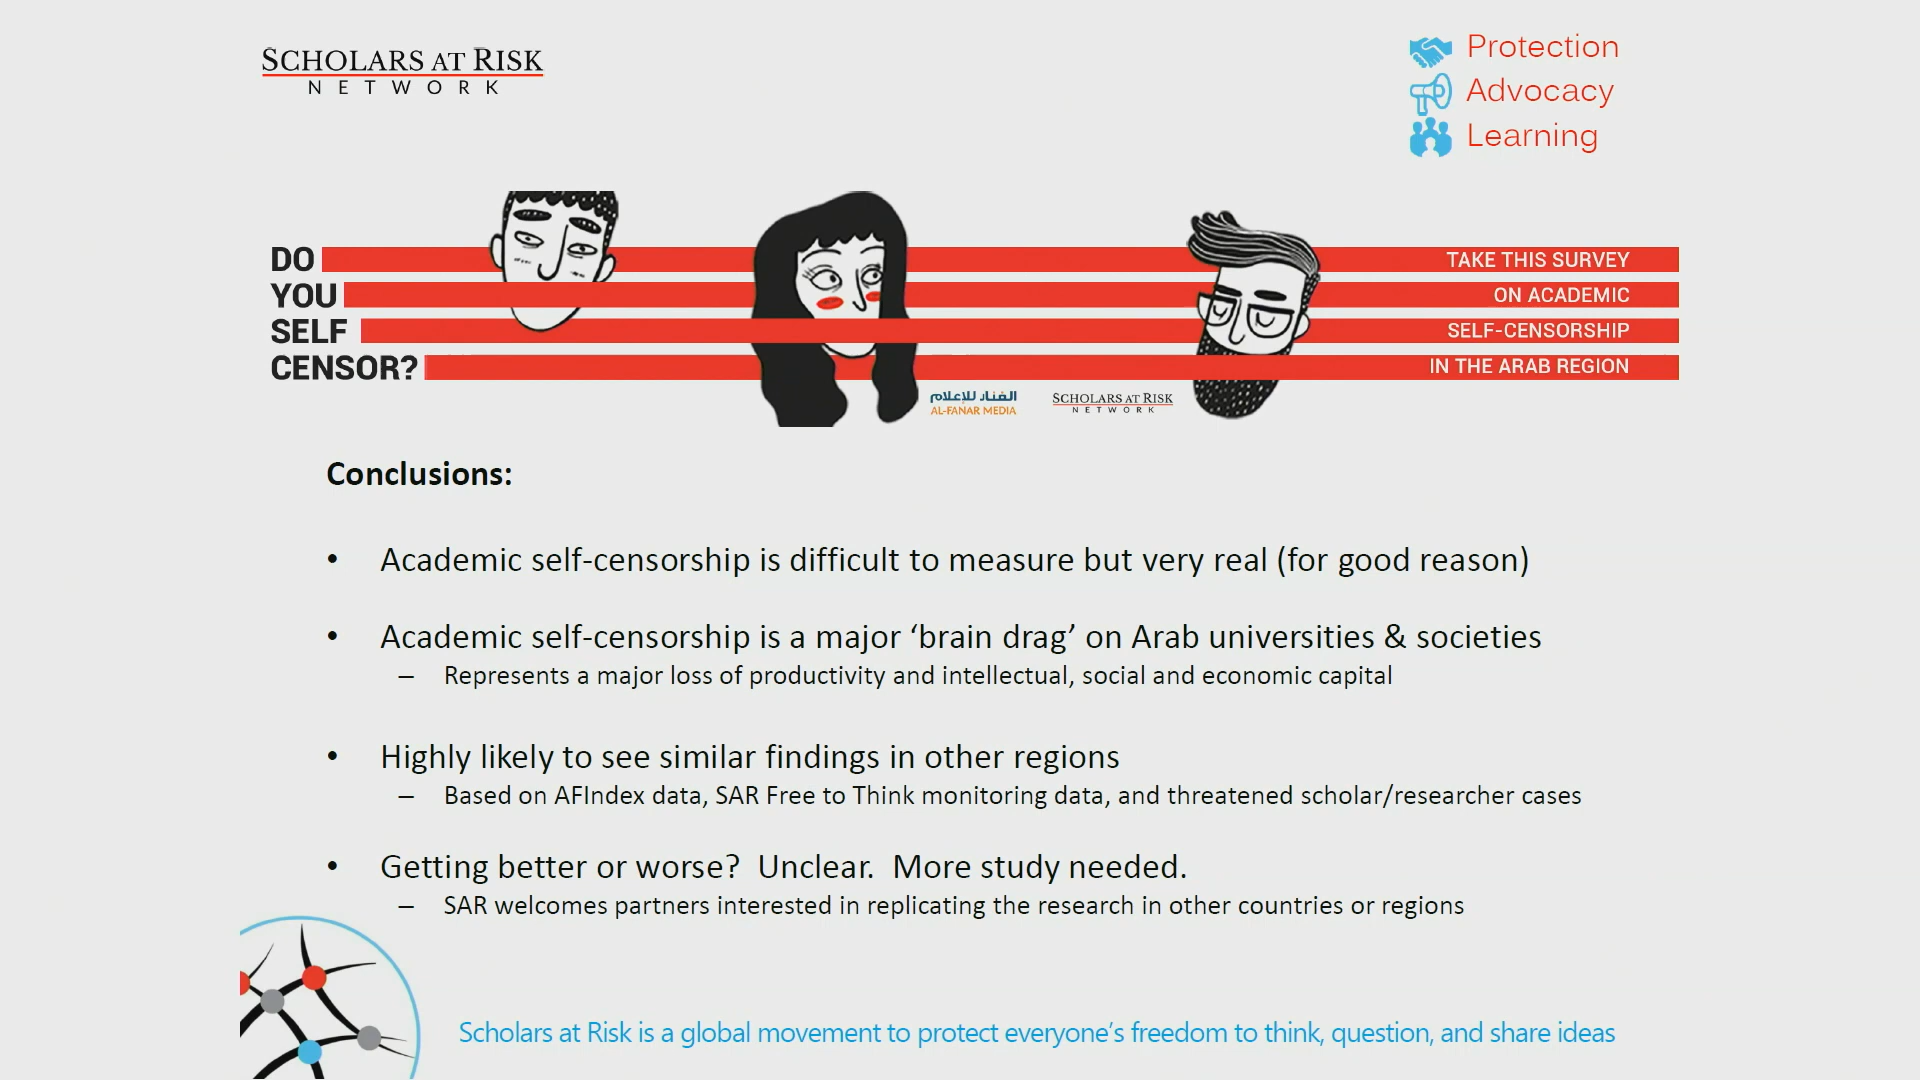 SCHOLARS AT RISK
NETWORK
Protection
Advocacy
Learning
DO
YOU
SELF
CENSOR?
TAKE THIS SURVEY
ON ACADEMIC
SELF-CENSORSHIP
IN THE ARAB REGION
الفنار للإعلام
AL-FANAR MEDIA
SCHOLARS AT RISK
NETWORK
Conclusions:
• Academic self-censorship is difficult to measure but very real (for good reason)
• Academic self-censorship is a major ‘brain drag’ on Arab universities & societies
– Represents a major loss of productivity and intellectual, social and economic capital
• Highly likely to see similar findings in other regions
– Based on AFIndex data, SAR Free to Think monitoring data, and threatened scholar/researcher cases
• Getting better or worse?  Unclear.  More study needed.
– SAR welcomes partners interested in replicating the research in other countries or regions
Scholars at Risk is a global movement to protect everyone’s freedom to think, question, and share ideas